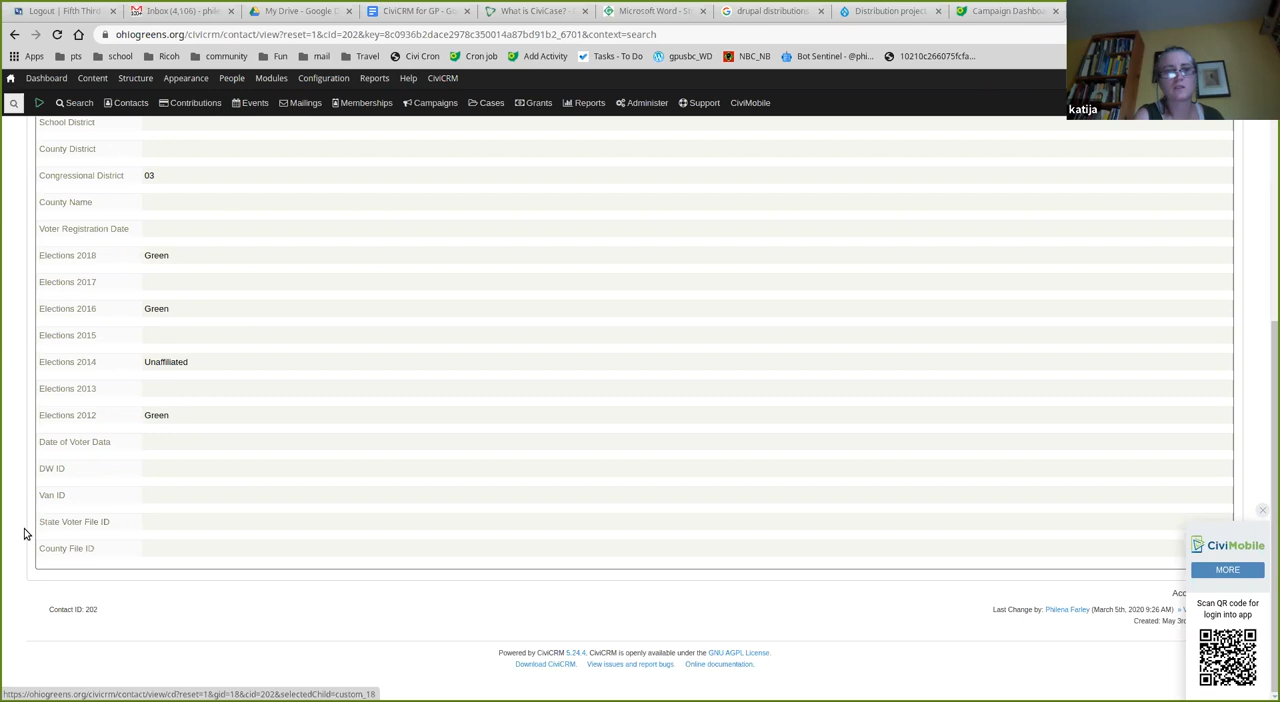 Logout | Fifth Third
Inbox (4,106) - phile
My Drive - Google D
CiviCRM for GP - Go
What is CiviCase? -
Microsoft Word - St
drupal distributions
Distribution project
Campaign Dashboa
ohiogreens.org/civicrm/contact/view?reset=1&cid=202&key=8c0936b2dace2978c350014a87bd91b2_6701&context=search
Apps pts school Ricoh community Fun mail Travel Civi Cron Cron job Add Activity Tasks - To Do gpusbc_WD NBC_NB Bot Sentinel - @phi... 10210c266075fcfa...
Dashboard Content Structure Appearance People Modules Configuration Reports Help CiviCRM
Search Contacts Contributions Events Mailings Memberships Campaigns Cases Grants Reports Administer Support CiviMobile
katija
School District
County District
Congressional District 03
County Name
Voter Registration Date
Elections 2018 Green
Elections 2017
Elections 2016 Green
Elections 2015
Elections 2014 Unaffiliated
Elections 2013
Elections 2012 Green
Date of Voter Data
DW ID
Van ID
State Voter File ID
County File ID
CiviMobile
MORE
Scan QR code for
login into app
Contact ID: 202
Last Change by: Philena Farley (March 5th, 2020 9:26 AM) »
Created: May 3rd
Powered by CiviCRM 5.24.4. CiviCRM is openly available under the GNU AGPL License.
Download CiviCRM. View issues and report bugs. Online documentation.
https://ohiogreens.org/civicrm/contact/view/cd?reset=1&gid=18&cid=202&selectedChild=custom_18